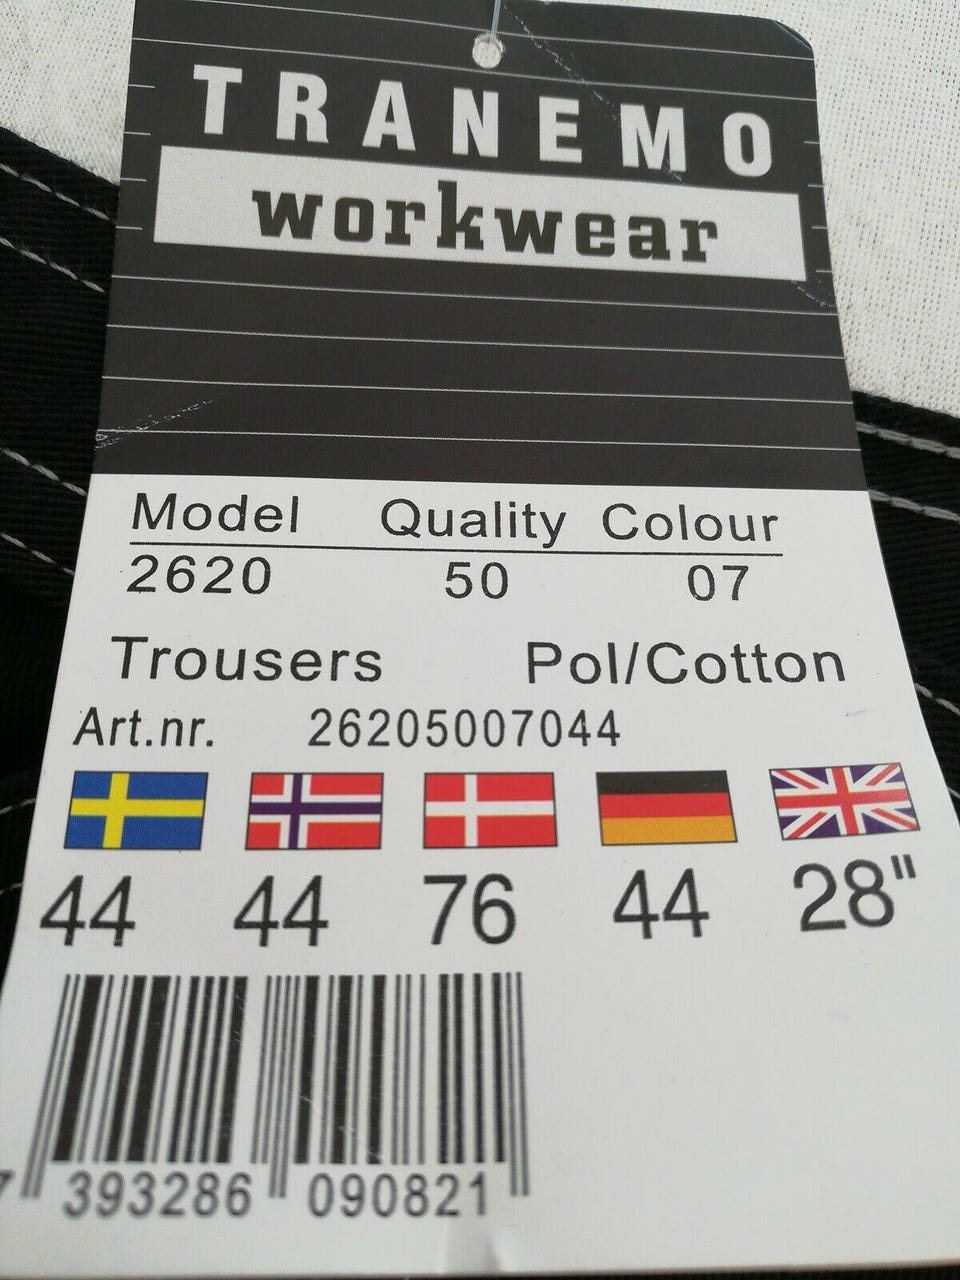 TRANEMO
workwear
Model Quality Colour
2620 50 07
Trousers Pol/Cotton
Art.nr. 26205007044
44 44 76 44 28"
7 393286 090821